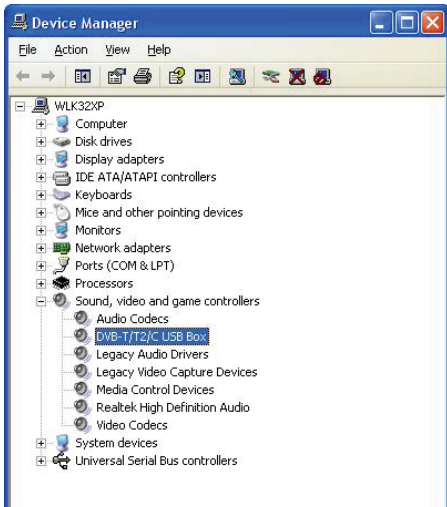 Device Manager
File Action View Help
WLK32XP
Computer
Disk drives
Display adapters
IDE ATA/ATAPI controllers
Keyboards
Mice and other pointing devices
Monitors
Network adapters
Ports (COM & LPT)
Processors
Sound, video and game controllers
Audio Codecs
DVB-T/T2/C USB Box
Legacy Audio Drivers
Legacy Video Capture Devices
Media Control Devices
Realtek High Definition Audio
Video Codecs
System devices
Universal Serial Bus controllers